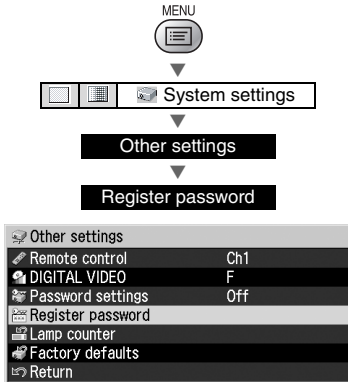 MENU
System settings
Other settings
Register password
Other settings
Remote control Ch1
DIGITAL VIDEO F
Password settings Off
Register password
Lamp counter
Factory defaults
Return